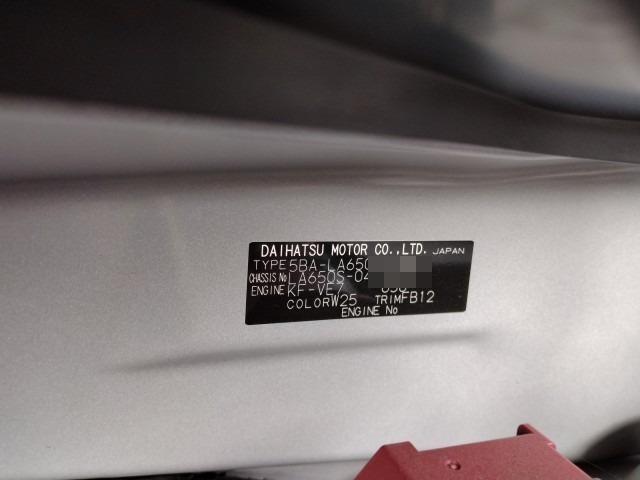 DAIHATSU MOTOR CO.,LTD. JAPAN
TYPE 5BA-LA650
CHASSIS No LA650S-04
ENGINE KF-VE
COLOR W25 TRIM FB12
ENGINE No